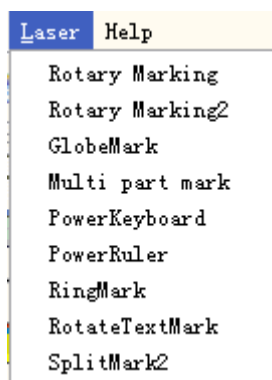 Laser Help
Rotary Marking
Rotary Marking2
GlobeMark
Multi part mark
PowerKeyboard
PowerRuler
RingMark
RotateTextMark
SplitMark2